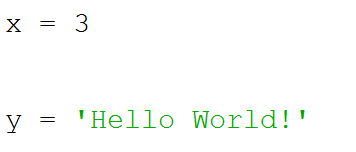 x = 3
y = 'Hello World!'